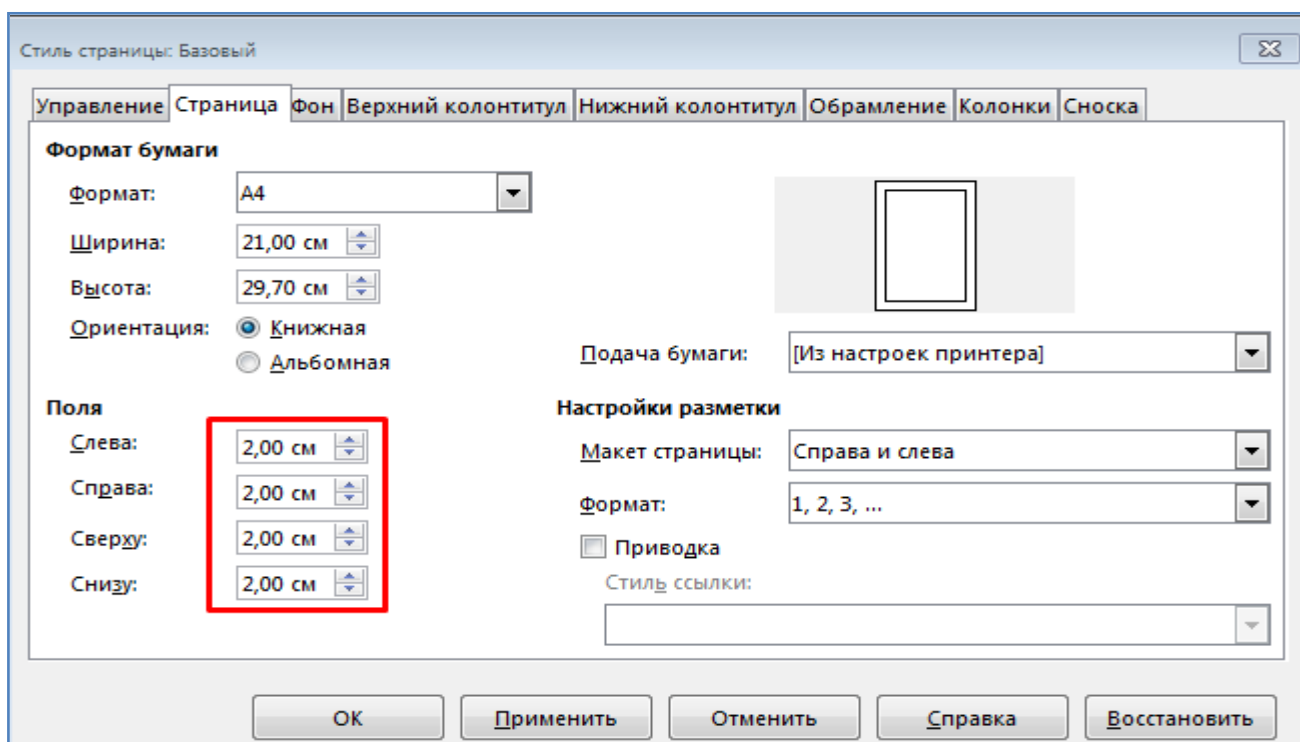 Стиль страницы: Базовый
Управление Страница Фон Верхний колонтитул Нижний колонтитул Обрамление Колонки Сноска
Формат бумаги
Формат: A4
Ширина: 21,00 см
Высота: 29,70 см
Ориентация: Книжная
Альбомная
Подача бумаги: [Из настроек принтера]
Поля
Слева: 2,00 см
Справа: 2,00 см
Сверху: 2,00 см
Снизу: 2,00 см
Настройки разметки
Макет страницы: Справа и слева
Формат: 1, 2, 3, ...
Приводка
Стиль ссылки:
ОК Применить Отменить Справка Восстановить